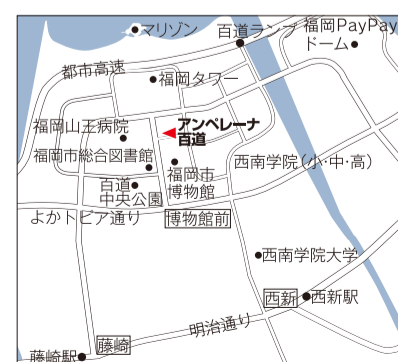 マリゾン
百道ランプ
福岡PayPay
ドーム
都市高速
福岡タワー
アンペレーナ
百道
福岡山王病院
福岡市総合図書館
福岡市
博物館
西南学院(小・中・高)
百道
中央公園
よかトピア通り
博物館前
西南学院大学
西新
西新駅
明治通り
藤崎
藤崎駅